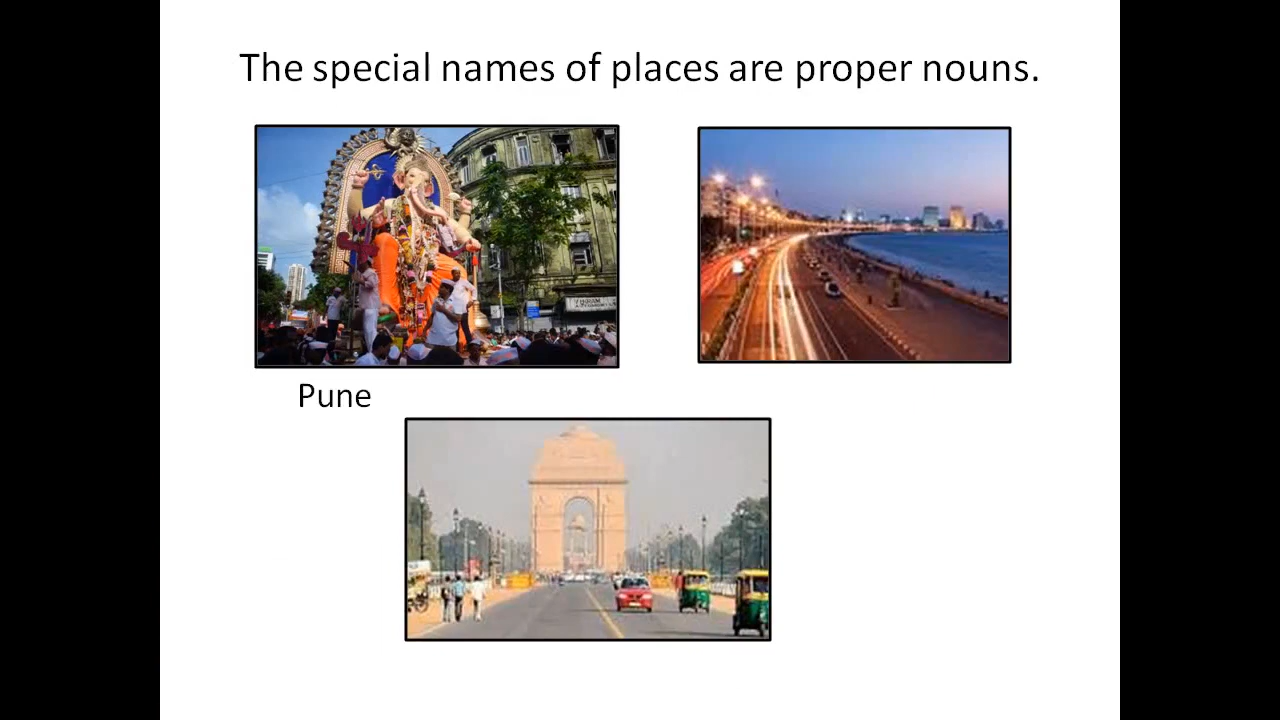 The special names of places are proper nouns.
Pune